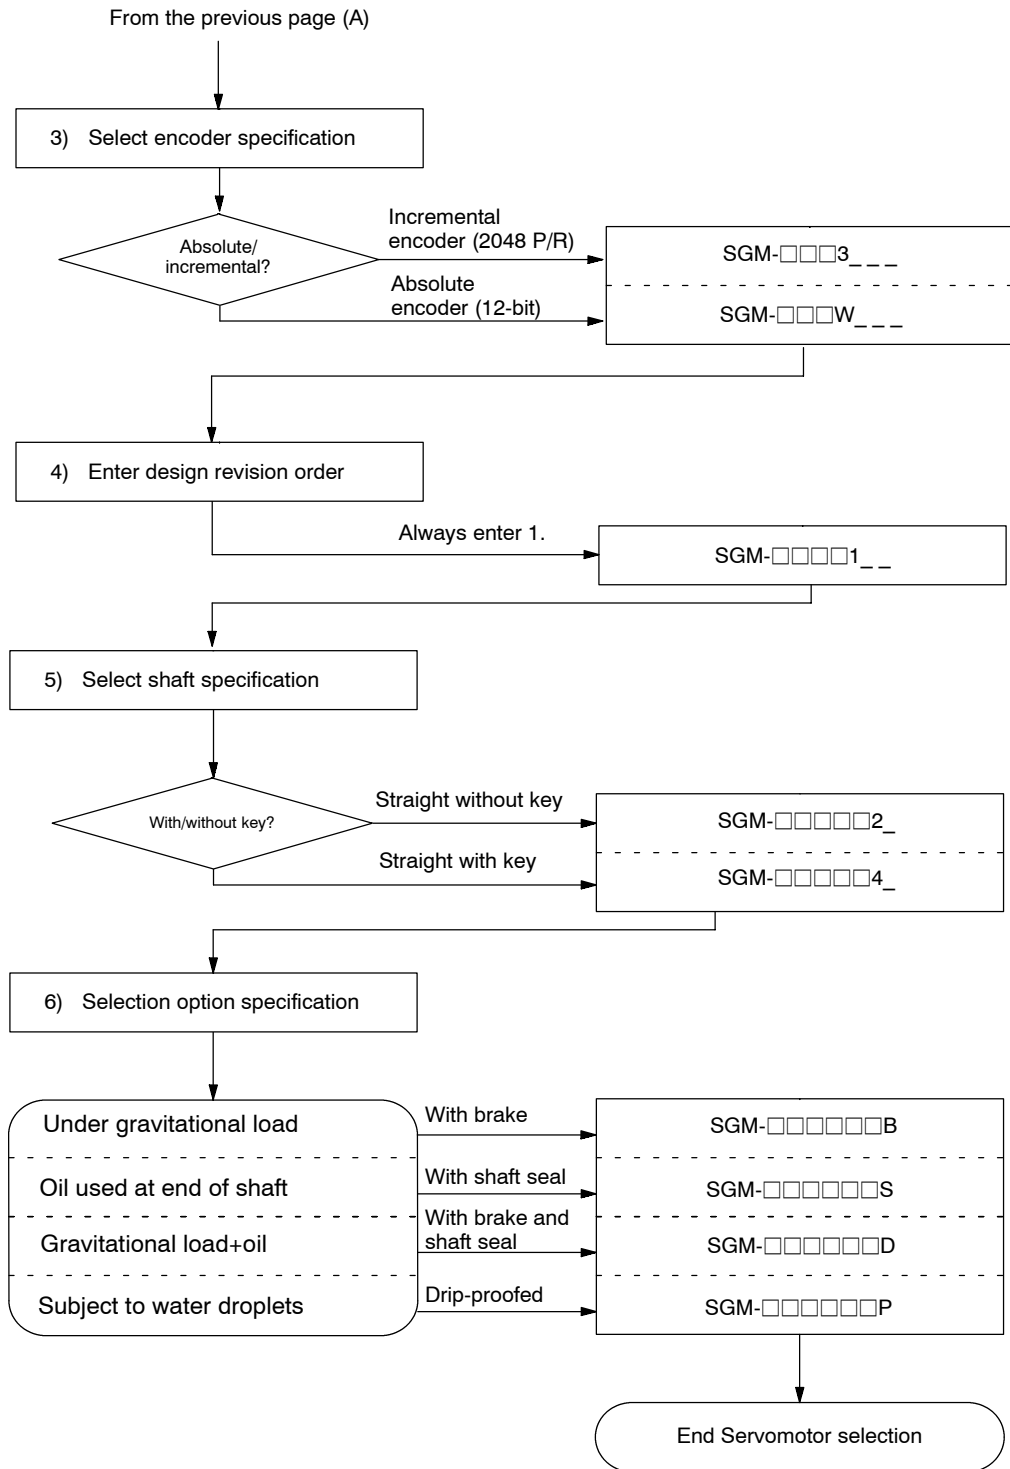 From the previous page (A)
3) Select encoder specification
Absolute/
incremental?
Incremental
encoder (2048 P/R)
Absolute
encoder (12-bit)
SGM-□□□3_ _ _
SGM-□□□W_ _ _
4) Enter design revision order
Always enter 1.
SGM-□□□□1_ _
5) Select shaft specification
With/without key?
Straight without key
Straight with key
SGM-□□□□□2_
SGM-□□□□□4_
6) Selection option specification
Under gravitational load
With brake
SGM-□□□□□□B
Oil used at end of shaft
With shaft seal
SGM-□□□□□□S
Gravitational load+oil
With brake and
shaft seal
SGM-□□□□□□D
Subject to water droplets
Drip-proofed
SGM-□□□□□□P
End Servomotor selection